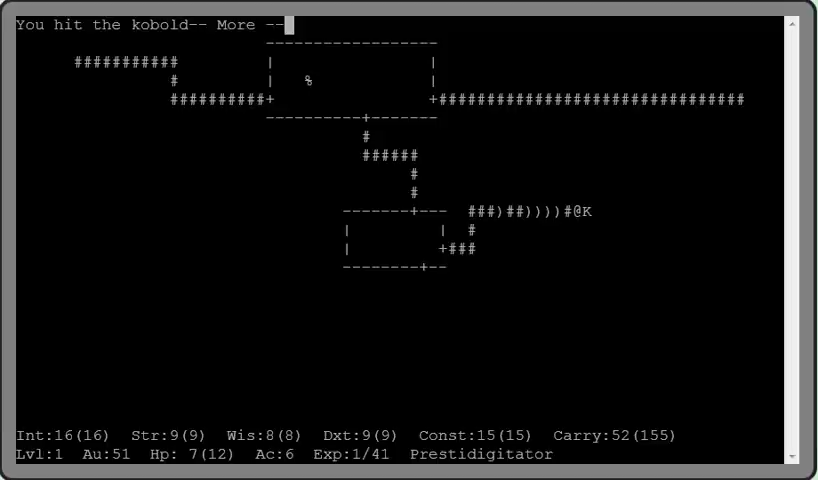 You hit the kobold-- More --
------------------
########### |                |
# |   %            |
##########+                +################################
----------+-------
#
######
#
#
-------+---  ###)##))))#@K
|         |  #
|         +###
--------+--
Int:16(16)  Str:9(9)  Wis:8(8)  Dxt:9(9)  Const:15(15)  Carry:52(155)
Lvl:1  Au:51  Hp: 7(12)  Ac:6  Exp:1/41  Prestidigitator